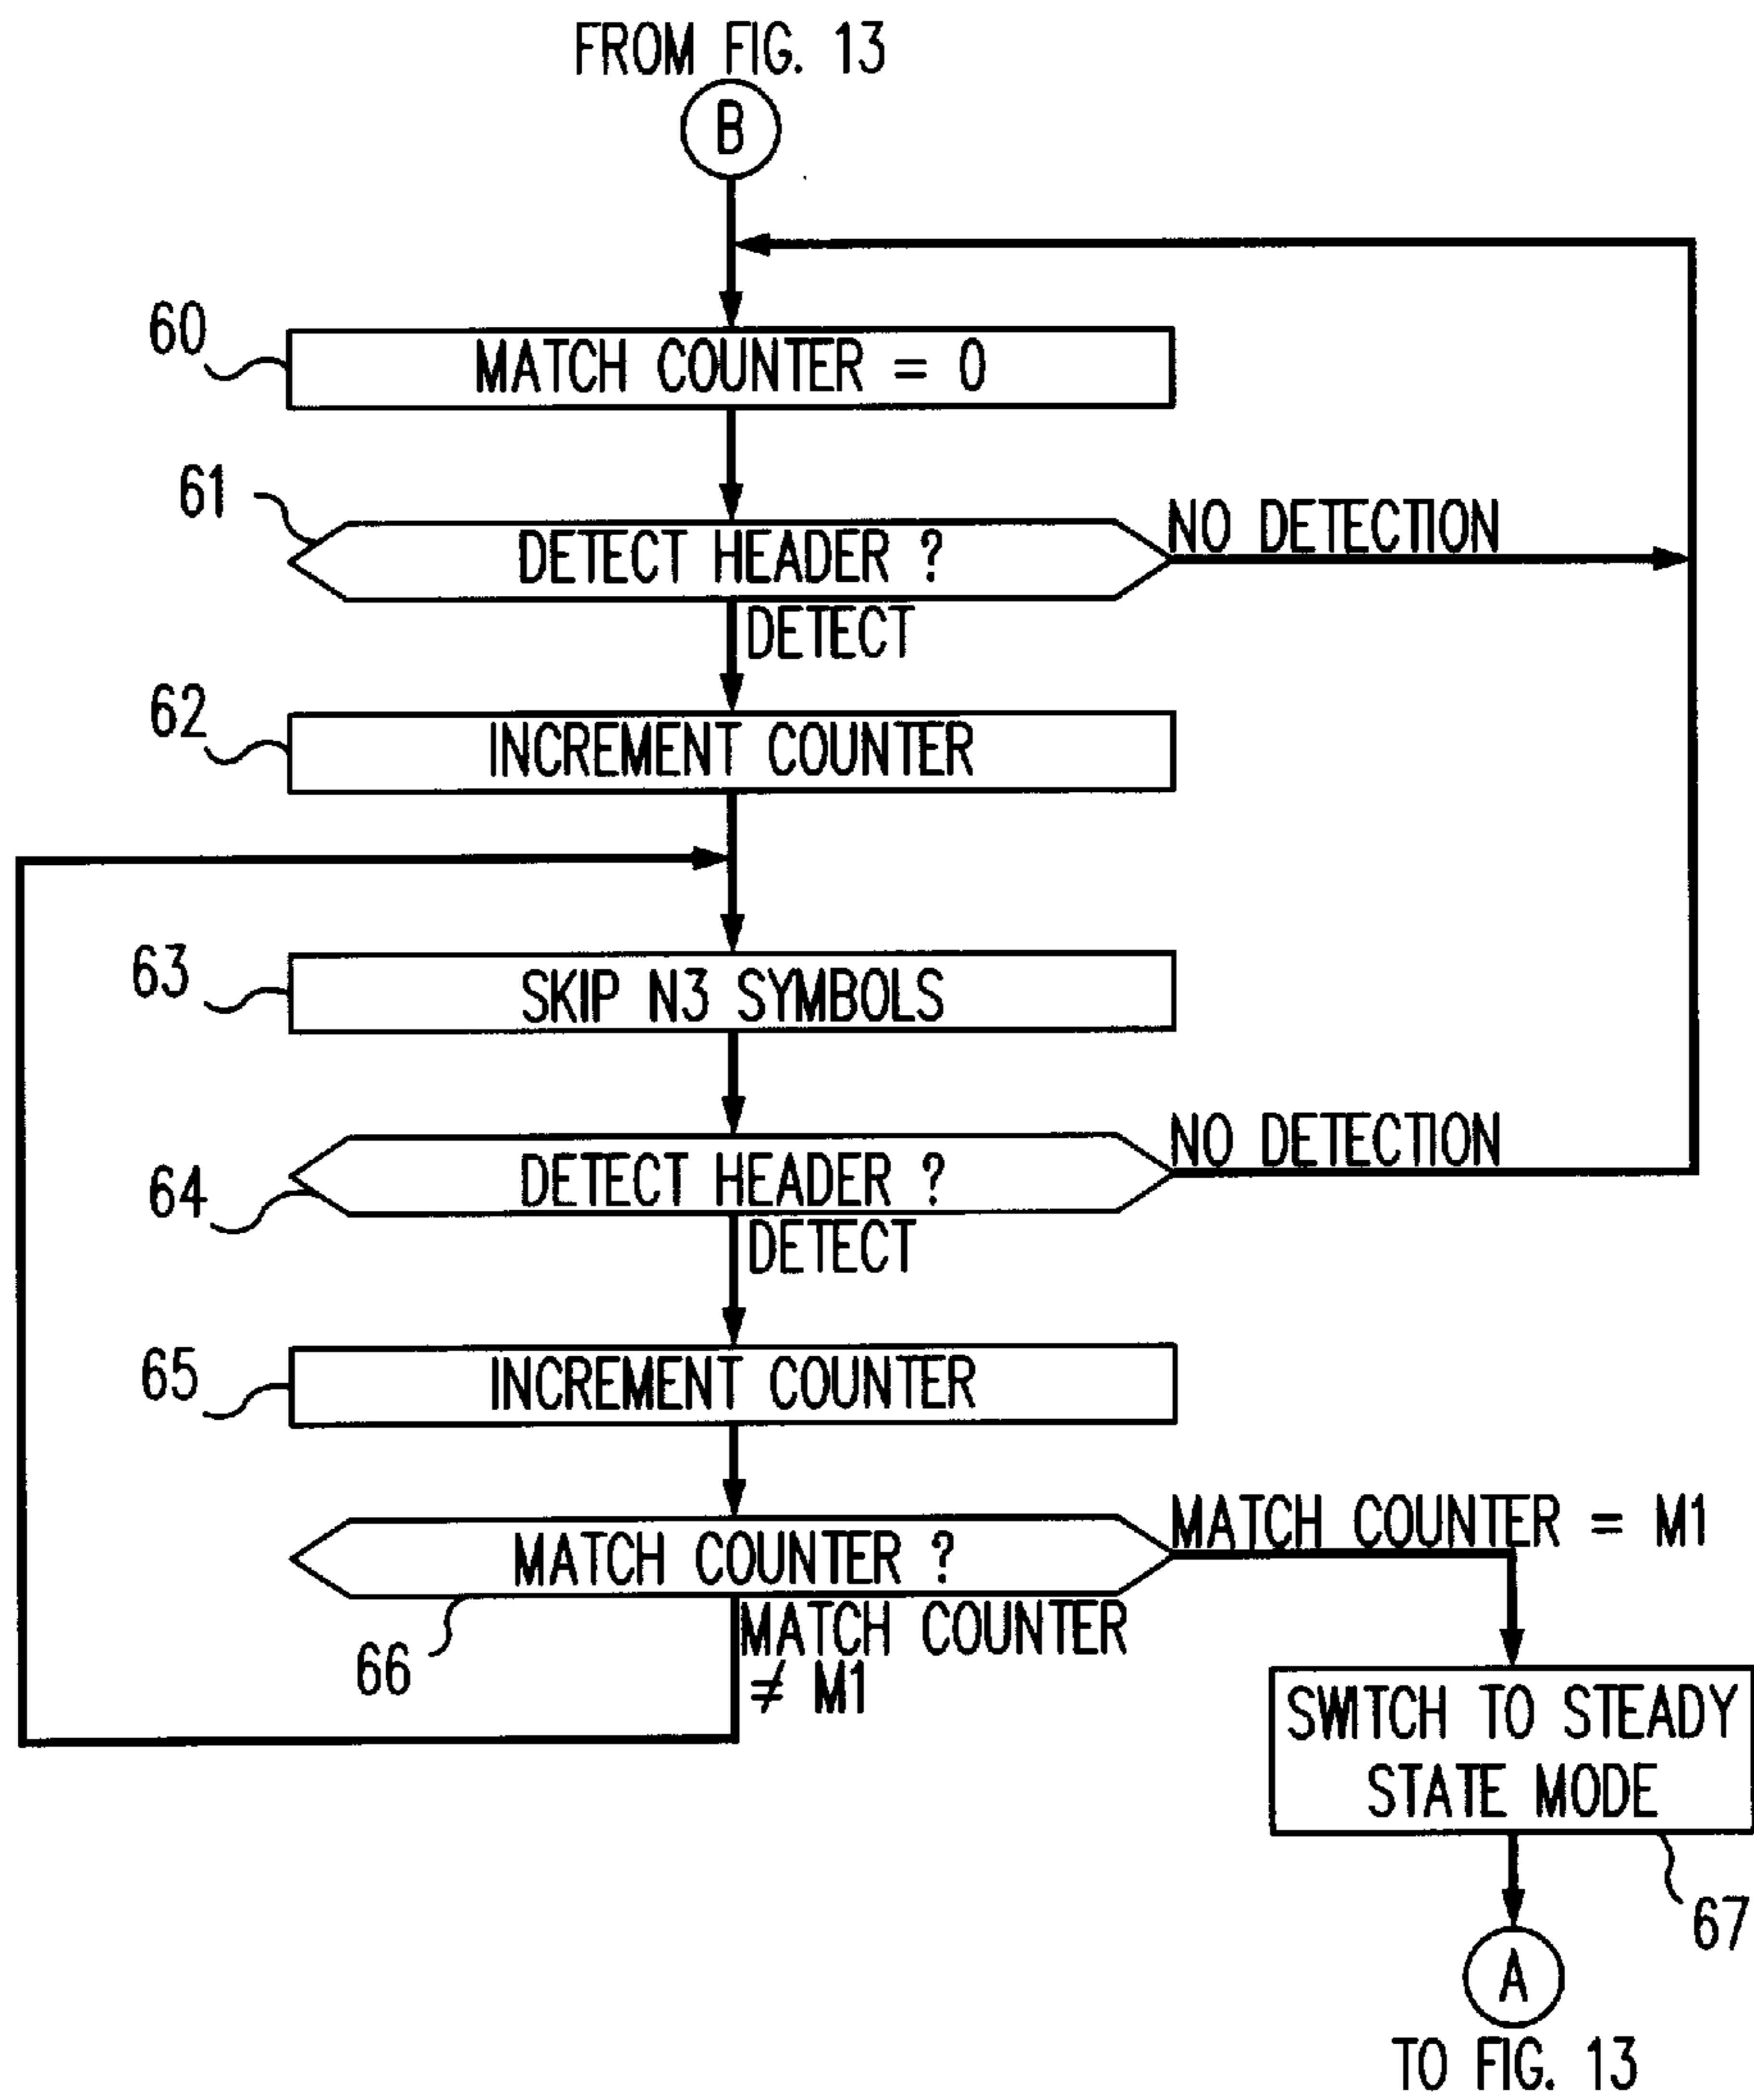 FROM FIG. 13
B
60
MATCH COUNTER = 0
61
DETECT HEADER ?
NO DETECTION
DETECT
62
INCREMENT COUNTER
63
SKIP N3 SYMBOLS
64
DETECT HEADER ?
NO DETECTION
DETECT
65
INCREMENT COUNTER
MATCH COUNTER ?
MATCH COUNTER = M1
66
MATCH COUNTER
≠ M1
SWITCH TO STEADY
STATE MODE
67
A
TO FIG. 13